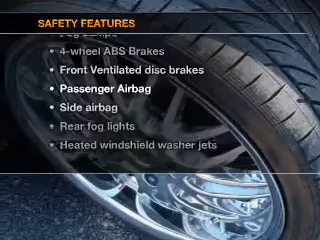 SAFETY FEATURES
• 4-wheel ABS Brakes
• Front Ventilated disc brakes
• Passenger Airbag
• Side airbag
• Rear fog lights
• Heated windshield washer jets